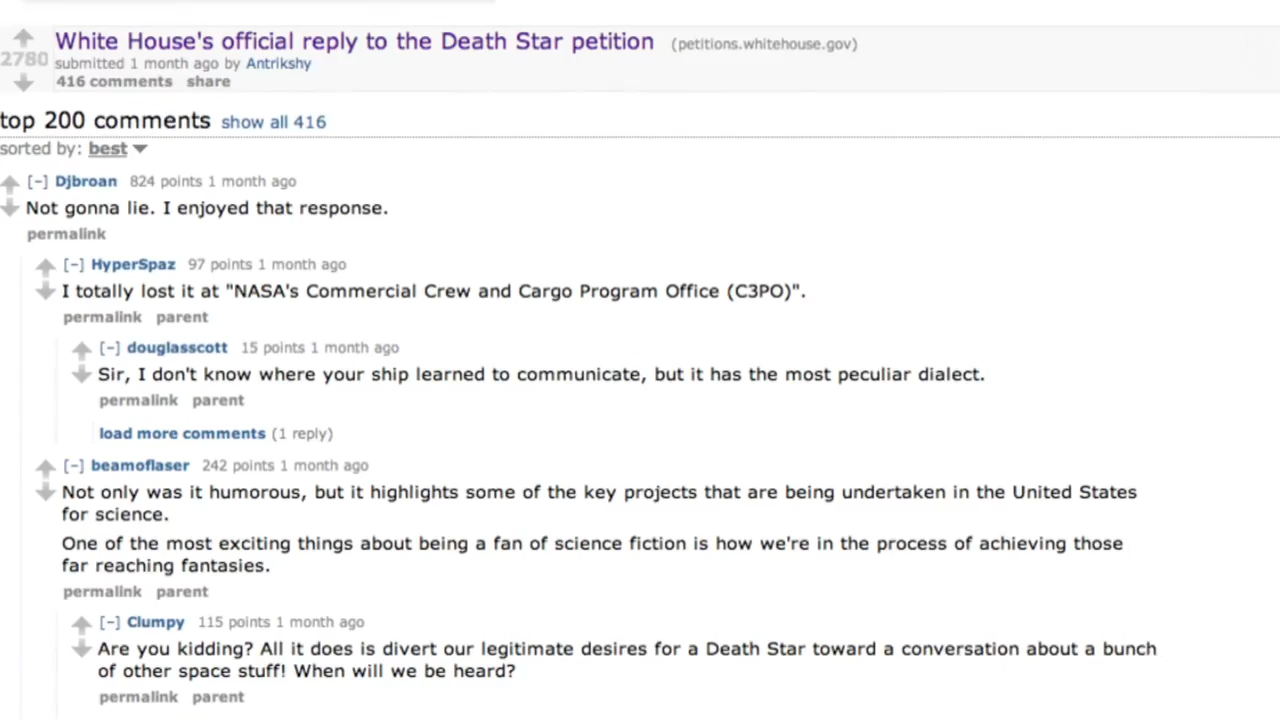 White House's official reply to the Death Star petition (petitions.whitehouse.gov)
2780
submitted 1 month ago by Antrikshy
416 comments share
top 200 comments show all 416
sorted by: best
[-] Djbroan 824 points 1 month ago
Not gonna lie. I enjoyed that response.
permalink
[-] HyperSpaz 97 points 1 month ago
I totally lost it at "NASA's Commercial Crew and Cargo Program Office (C3PO)".
permalink parent
[-] douglasscott 15 points 1 month ago
Sir, I don't know where your ship learned to communicate, but it has the most peculiar dialect.
permalink parent
load more comments (1 reply)
[-] beamoflaser 242 points 1 month ago
Not only was it humorous, but it highlights some of the key projects that are being undertaken in the United States
for science.
One of the most exciting things about being a fan of science fiction is how we're in the process of achieving those
far reaching fantasies.
permalink parent
[-] Clumpy 115 points 1 month ago
Are you kidding? All it does is divert our legitimate desires for a Death Star toward a conversation about a bunch
of other space stuff! When will we be heard?
permalink parent